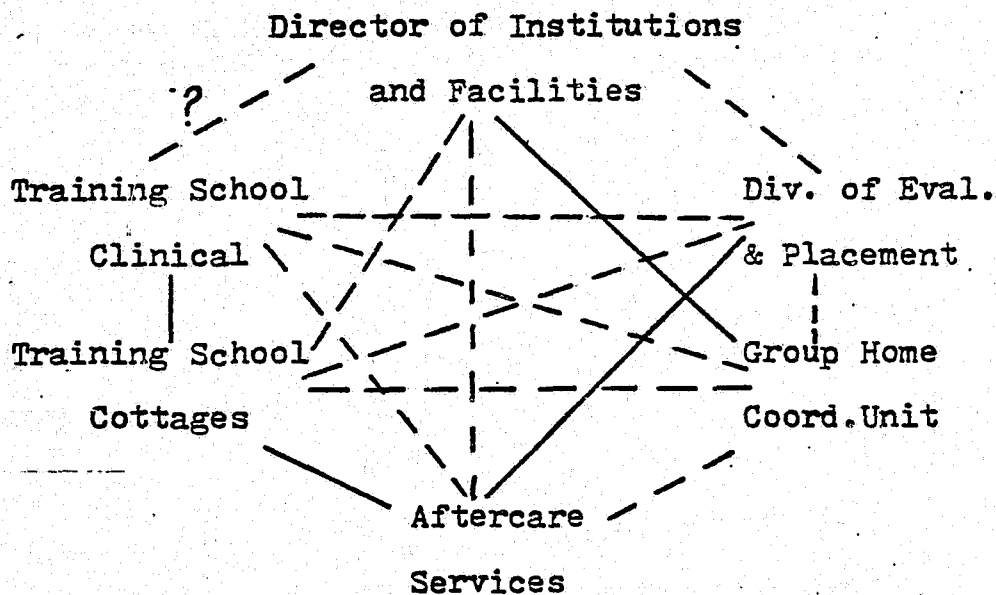 Director of Institutions
and Facilities
?
Training School
Clinical
Div. of Eval.
& Placement
Training School
Cottages
Group Home
Coord.Unit
Aftercare
Services